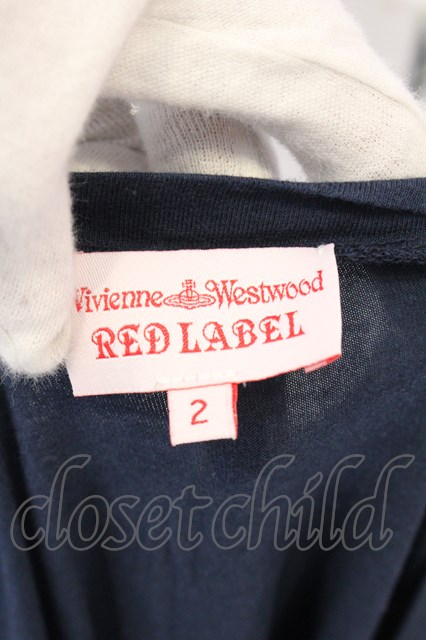 Vivienne Westwood
RED LABEL
2
closetchild